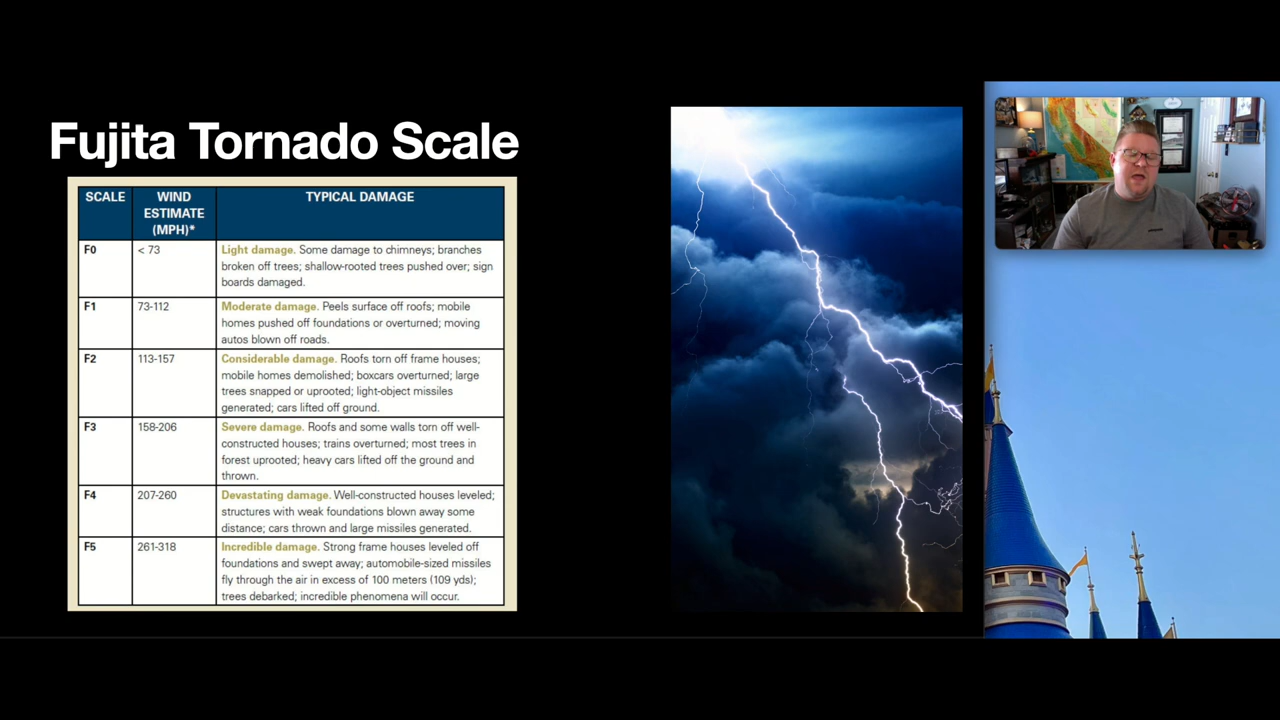 Fujita Tornado Scale
SCALE WIND ESTIMATE (MPH)* TYPICAL DAMAGE
F0 < 73 Light damage. Some damage to chimneys; branches
broken off trees; shallow-rooted trees pushed over; sign
boards damaged.
F1 73-112 Moderate damage. Peels surface off roofs; mobile
homes pushed off foundations or overturned; moving
autos blown off roads.
F2 113-157 Considerable damage. Roofs torn off frame houses;
mobile homes demolished; boxcars overturned; large
trees snapped or uprooted; light-object missiles
generated; cars lifted off ground.
F3 158-206 Severe damage. Roofs and some walls torn off well-
constructed houses; trains overturned; most trees in
forest uprooted; heavy cars lifted off the ground and
thrown.
F4 207-260 Devastating damage. Well-constructed houses leveled;
structures with weak foundations blown away some
distance; cars thrown and large missiles generated.
F5 261-318 Incredible damage. Strong frame houses leveled off
foundations and swept away; automobile-sized missiles
fly through the air in excess of 100 meters (109 yds);
trees debarked; incredible phenomena will occur.